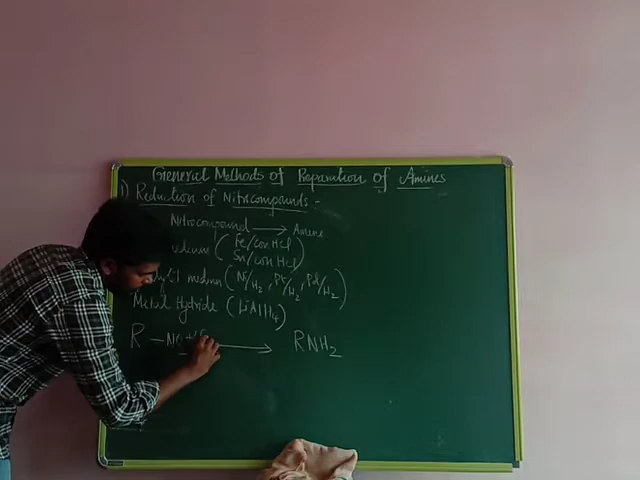 General Methods of Preparation of Amines
1) Reduction of Nitrocompounds :-
Nitrocompound → Amine
(Fe/con HCl
Sn/con HCl)
medium (Ni/H2, Pt/H2, Pd/H2)
Metal Hydride (LiAlH4)
R → RNH2